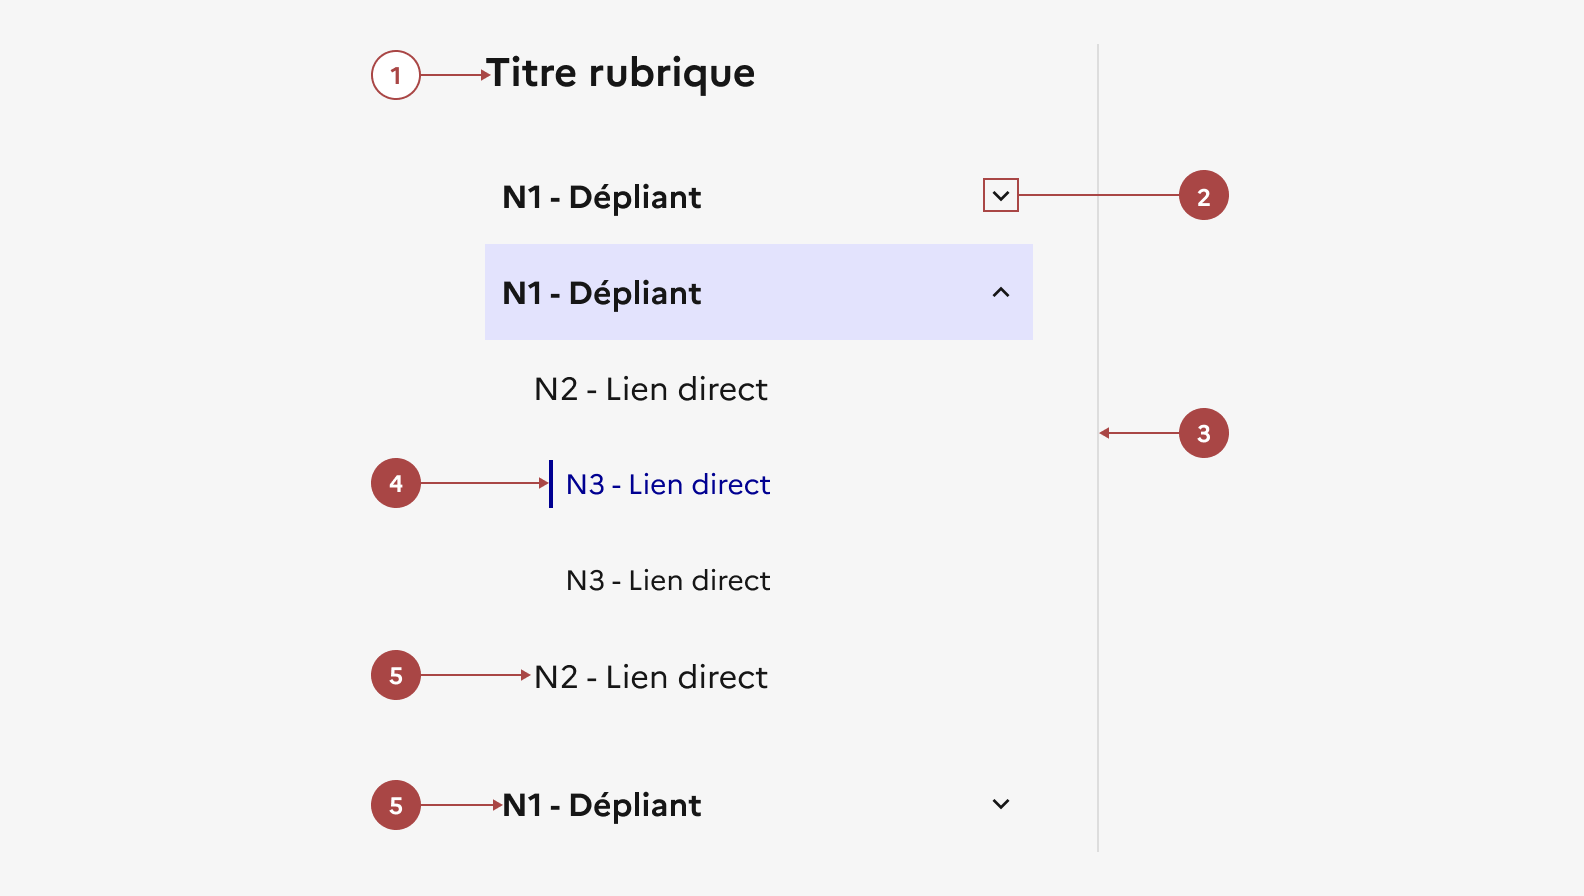 1 Titre rubrique
N1 - Dépliant 2
N1 - Dépliant
N2 - Lien direct
3
4 N3 - Lien direct
N3 - Lien direct
5 N2 - Lien direct
5 N1 - Dépliant